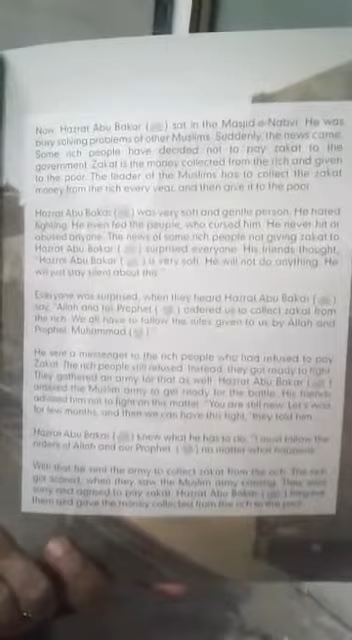 Now Hazrat Abu Bakar ( ) sat in the Masjid-e-Nabvi. He was
busy solving problems of other Muslims. Suddenly, the news came.
Some rich people have decided not to pay zakat to the
government. Zakat is the money collected from the rich and given
to the poor. The leader of the Muslims has to collect the zakat
money from the rich every year, and then give it to the poor.
Hazrat Abu Bakar ( ) was very soft and gentle person. He hated
fighting. He even fed the people, who cursed him. He never hit or
abused anyone. The news of some rich people not giving zakat to
Hazrat Abu Bakar ( ) surprised everyone. His friends thought,
"Hazrat Abu Bakar ( ) is very soft. He will not do anything. He
will just stay silent about this."
Everyone was surprised, when they heard Hazrat Abu Bakar ( )
say, "Allah and his Prophet ( ) ordered us to collect zakat from
the rich. We all have to follow the rules given to us by Allah and
Prophet Muhammad ( )."
He sent a messenger to the rich people who had refused to pay
Zakat. The rich people still refused. Instead, they got ready to fight.
They gathered an army for that as well. Hazrat Abu Bakar ( )
ordered the Muslim army to get ready for the battle. His friends
advised him not to fight on this matter. "You are still new. Let's wait
for few months, and then we can have this fight," they told him.
Hazrat Abu Bakar ( ) knew what he has to do. "I must follow the
orders of Allah and our Prophet ( ) no matter what happens.
With that he sent the army to collect zakat from the rich. The rich
got scared, when they saw the Muslim army coming. They were
sorry and agreed to pay zakat. Hazrat Abu Bakar ( ) forgave
them and gave the money collected from the rich to the poor.